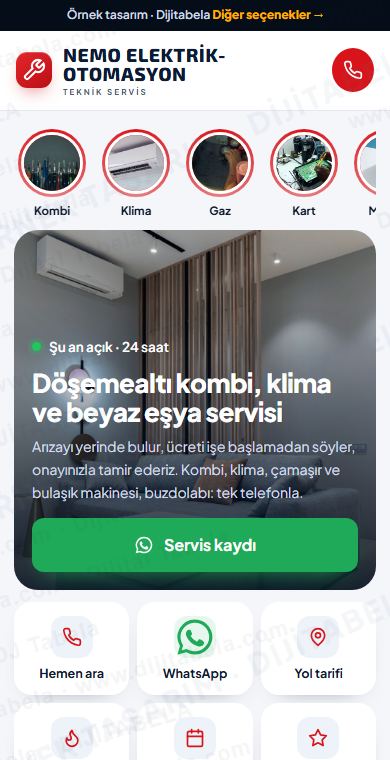 Örnek tasarım · Dijitabela Diğer seçenekler →
NEMO ELEKTRİK-
OTOMASYON
TEKNİK SERVİS
Kombi
Klima
Gaz
Kart
M
Şu an açık · 24 saat
Döşemealtı kombi, klima
ve beyaz eşya servisi
Arızayı yerinde bulur, ücreti işe başlamadan söyler,
onayınızla tamir ederiz. Kombi, klima, çamaşır ve
bulaşık makinesi, buzdolabı: tek telefonla.
Servis kaydı
Hemen ara
WhatsApp
Yol tarifi